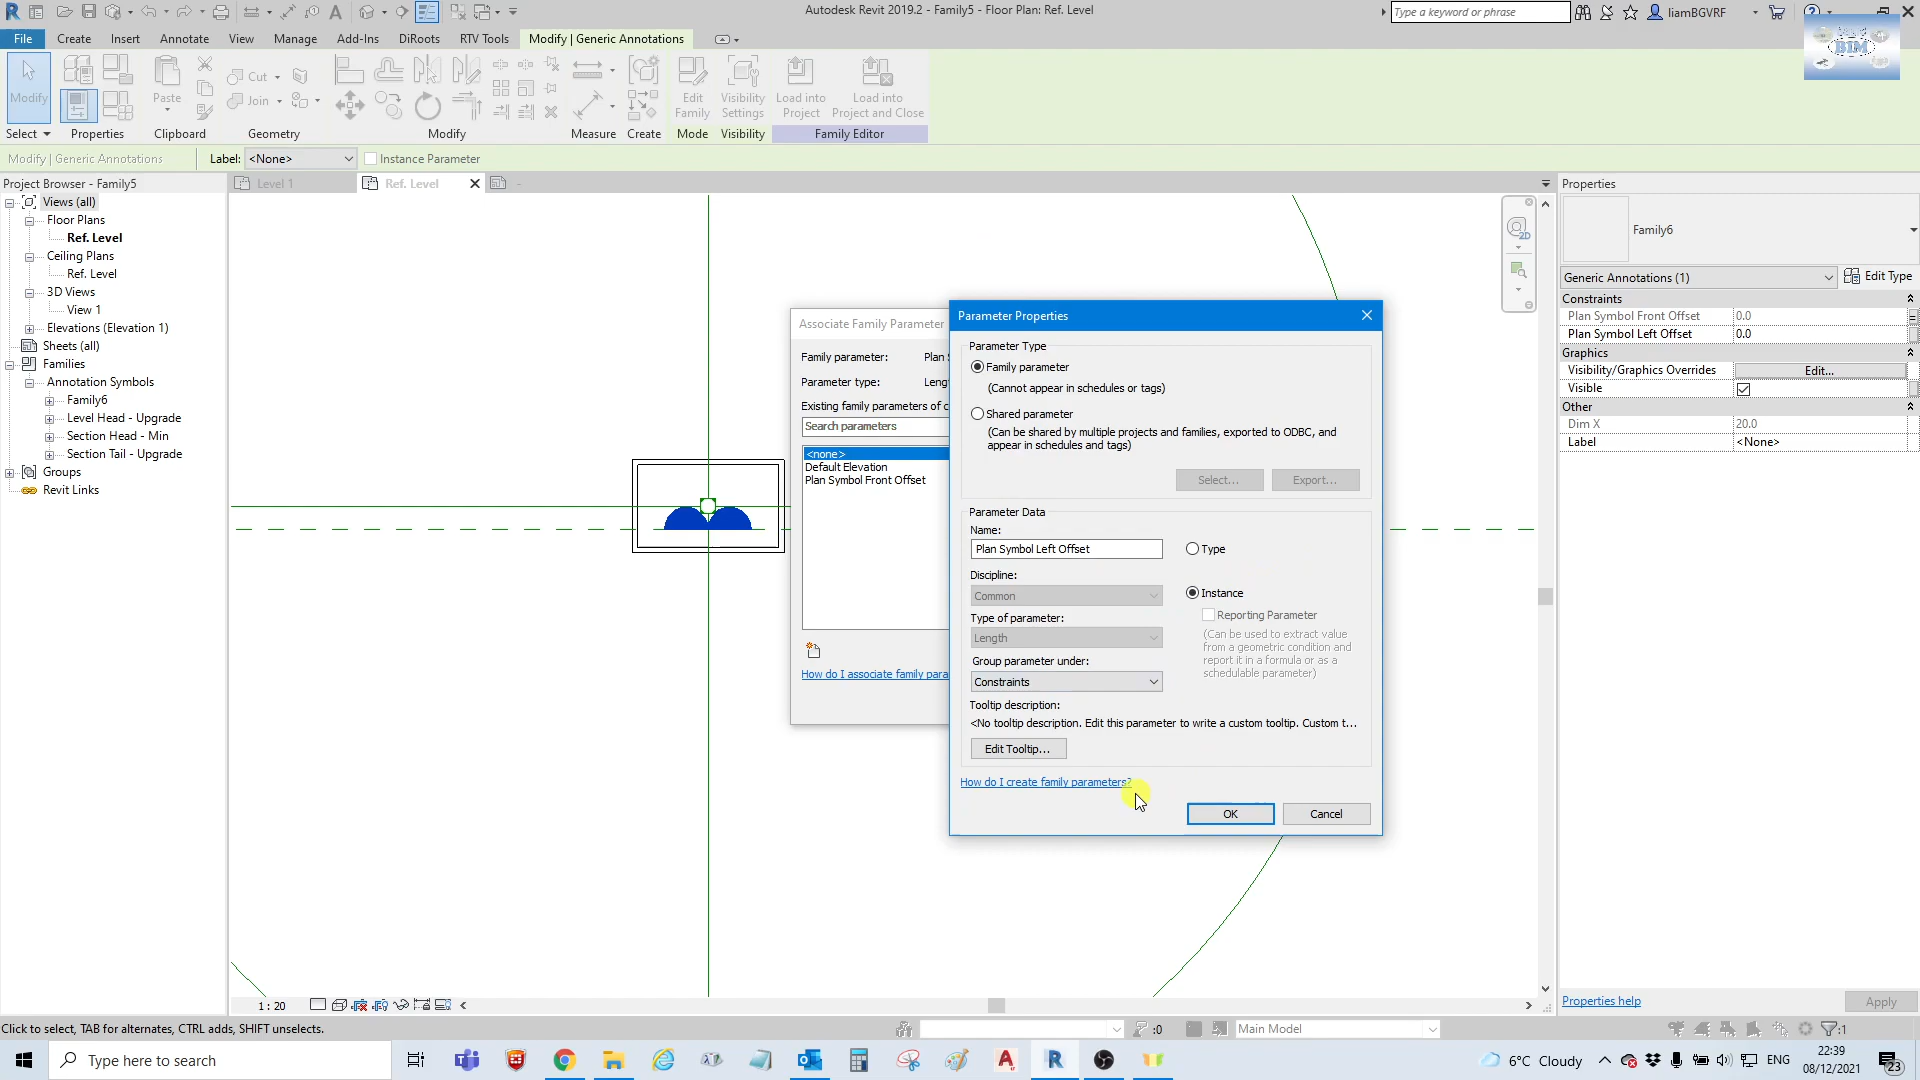 Autodesk Revit 2019.2 - Family5 - Floor Plan: Ref. Level
Type a keyword or phrase
liamBGVRF
BIM
File Create Insert Annotate View Manage Add-Ins DiRoots RTV Tools Modify | Generic Annotations
Modify
Paste
Cut
Join
Edit Family
Visibility Settings
Load into Project
Load into Project and Close
Select Properties Clipboard Geometry Modify Measure Create Mode Visibility Family Editor
Modify | Generic Annotations Label: <None> Instance Parameter
Project Browser - Family5
Views (all)
Floor Plans
Ref. Level
Ceiling Plans
Ref. Level
3D Views
View 1
Elevations (Elevation 1)
Sheets (all)
Families
Annotation Symbols
Family6
Level Head - Upgrade
Section Head - Min
Section Tail - Upgrade
Groups
Revit Links
Level 1 Ref. Level -
Associate Family Parameter
Family parameter: Plan S
Parameter type: Leng
Existing family parameters of c
Search parameters
<none>
Default Elevation
Plan Symbol Front Offset
How do I associate family para
Parameter Properties
Parameter Type
Family parameter
(Cannot appear in schedules or tags)
Shared parameter
(Can be shared by multiple projects and families, exported to ODBC, and
appear in schedules and tags)
Select... Export...
Parameter Data
Name:
Plan Symbol Left Offset
Type
Discipline:
Common
Instance
Reporting Parameter
Type of parameter:
Length
(Can be used to extract value
from a geometric condition and
report it in a formula or as a
schedulable parameter)
Group parameter under:
Constraints
Tooltip description:
<No tooltip description. Edit this parameter to write a custom tooltip. Custom t...
Edit Tooltip...
How do I create family parameters?
OK Cancel
Properties
Family6
Generic Annotations (1) Edit Type
Constraints
Plan Symbol Front Offset 0.0
Plan Symbol Left Offset 0.0
Graphics
Visibility/Graphics Overrides Edit...
Visible
Other
Dim X 20.0
Label <None>
Properties help Apply
1 : 20
Click to select, TAB for alternates, CTRL adds, SHIFT unselects.
:0
Main Model
:1
Type here to search
6°C Cloudy
ENG
22:39
08/12/2021
23